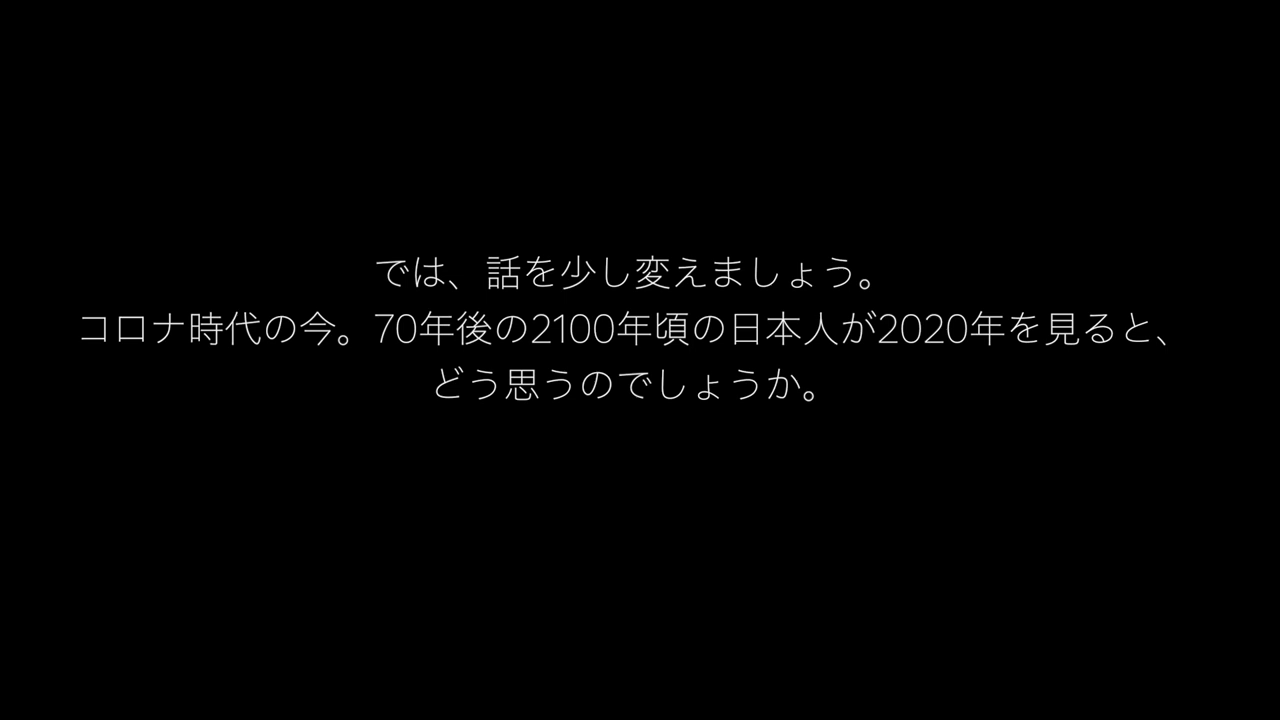 では、話を少し変えましょう。
コロナ時代の今。70年後の2100年頃の日本人が2020年を見ると、
どう思うのでしょうか。